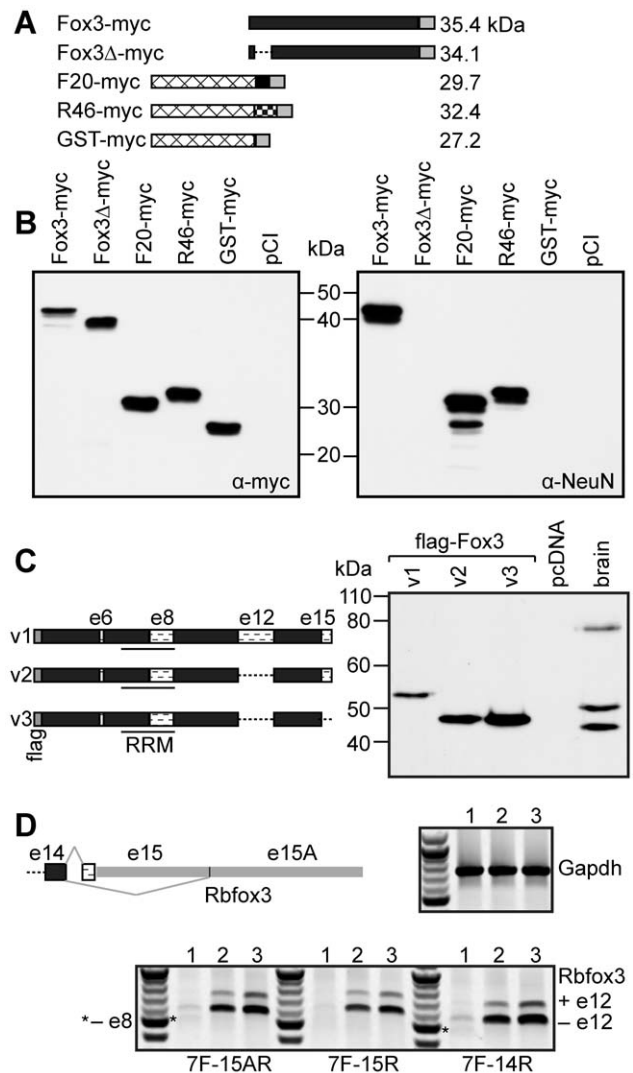 A
Fox3-myc 35.4 kDa
Fox3Δ-myc 34.1
F20-myc 29.7
R46-myc 32.4
GST-myc 27.2
B
Fox3-myc Fox3Δ-myc F20-myc R46-myc GST-myc pCI kDa Fox3-myc Fox3Δ-myc F20-myc R46-myc GST-myc pCI
50
40
30
20
α-myc α-NeuN
C
flag-Fox3
kDa v1 v2 v3 pcDNA brain
e6 e8 e12 e15
v1
v2
v3
flag RRM
110
80
60
50
40
D
e14 e15 e15A
Rbfox3
1 2 3
Gapdh
1 2 3 1 2 3 1 2 3
Rbfox3
+ e12
*– e8 * * – e12
7F-15AR 7F-15R 7F-14R